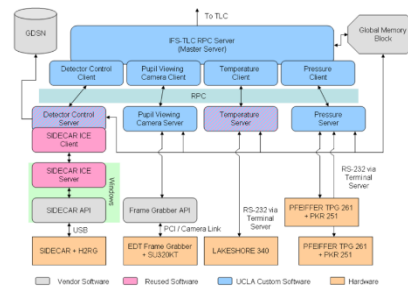 To TLC
GDSN
IFS-TLC RPC Server
(Master Server)
Global Memory
Block
Detector Control
Client
Pupil Viewing
Camera Client
Temperature
Client
Pressure
Client
RPC
Detector Control
Server
Pupil Viewing
Camera Server
Temperature
Server
Pressure
Server
SIDECAR ICE
Client
SIDECAR ICE
Server
Windows
RS-232 via
Terminal
Server
SIDECAR API
Frame Grabber API
PFEIFFER TPG 261
+ PKR 251
USB
PCI / Camera Link
RS-232 via
Terminal
Server
SIDECAR + H2RG
EDT Frame Grabber
+ SU320KT
LAKESHORE 340
PFEIFFER TPG 261
+ PKR 251
Vendor Software
Reused Software
UCLA Custom Software
Hardware